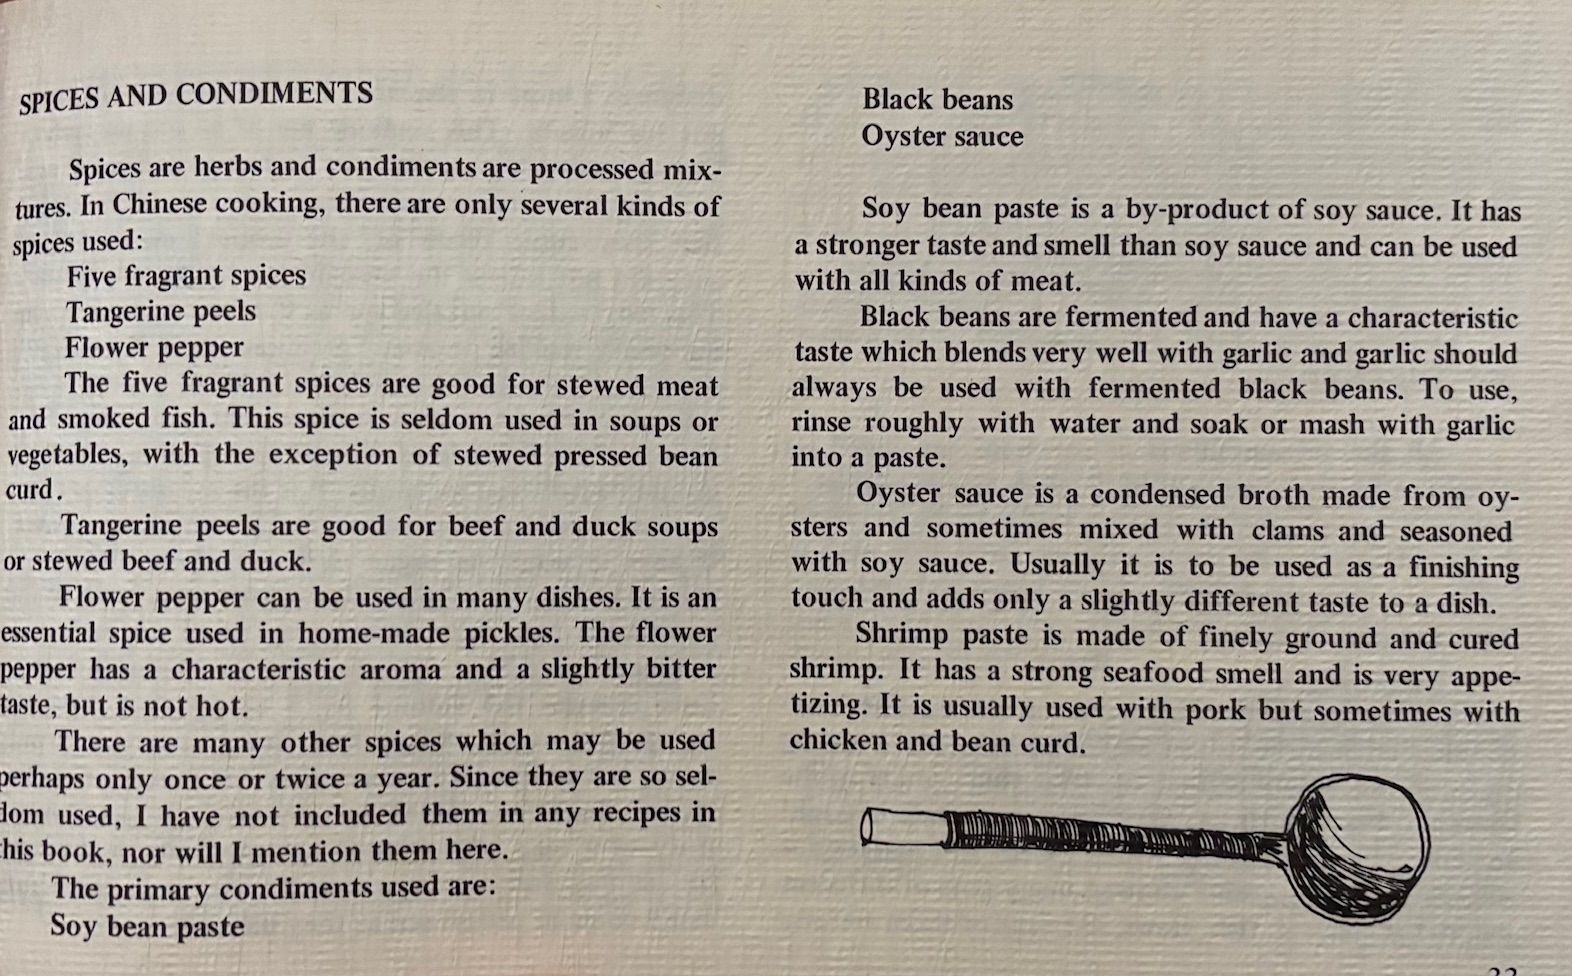 SPICES AND CONDIMENTS
Spices are herbs and condiments are processed mix-
tures. In Chinese cooking, there are only several kinds of
spices used:
Five fragrant spices
Tangerine peels
Flower pepper
The five fragrant spices are good for stewed meat
and smoked fish. This spice is seldom used in soups or
vegetables, with the exception of stewed pressed bean
curd.
Tangerine peels are good for beef and duck soups
or stewed beef and duck.
Flower pepper can be used in many dishes. It is an
essential spice used in home-made pickles. The flower
pepper has a characteristic aroma and a slightly bitter
taste, but is not hot.
There are many other spices which may be used
perhaps only once or twice a year. Since they are so sel-
dom used, I have not included them in any recipes in
this book, nor will I mention them here.
The primary condiments used are:
Soy bean paste
Black beans
Oyster sauce
Soy bean paste is a by-product of soy sauce. It has
a stronger taste and smell than soy sauce and can be used
with all kinds of meat.
Black beans are fermented and have a characteristic
taste which blends very well with garlic and garlic should
always be used with fermented black beans. To use,
rinse roughly with water and soak or mash with garlic
into a paste.
Oyster sauce is a condensed broth made from oy-
sters and sometimes mixed with clams and seasoned
with soy sauce. Usually it is to be used as a finishing
touch and adds only a slightly different taste to a dish.
Shrimp paste is made of finely ground and cured
shrimp. It has a strong seafood smell and is very appe-
tizing. It is usually used with pork but sometimes with
chicken and bean curd.